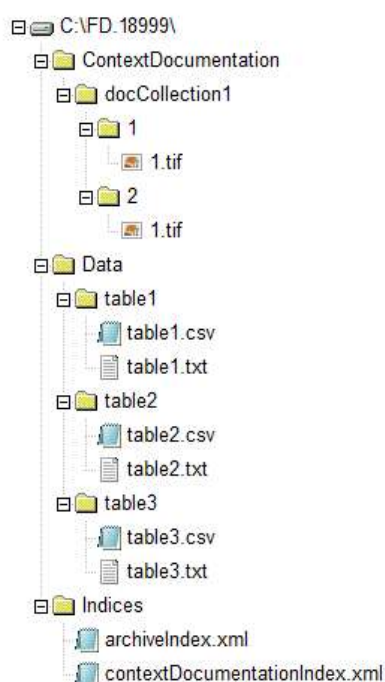 C:\FD.18999\
ContextDocumentation
docCollection1
1
1.tif
2
1.tif
Data
table1
table1.csv
table1.txt
table2
table2.csv
table2.txt
table3
table3.csv
table3.txt
Indices
archiveIndex.xml
contextDocumentationIndex.xml